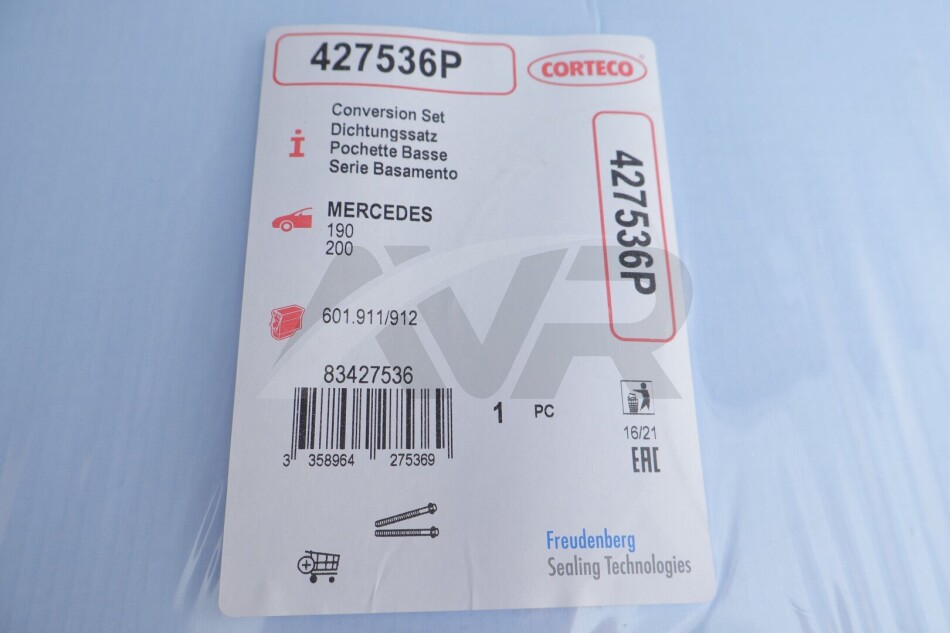 427536P
CORTECO
Conversion Set
Dichtungssatz
Pochette Basse
Serie Basamento
427536P
MERCEDES
190
200
AVR
601.911/912
83427536
1 PC
3 358964 275369
16/21
EAC
Freudenberg
Sealing Technologies